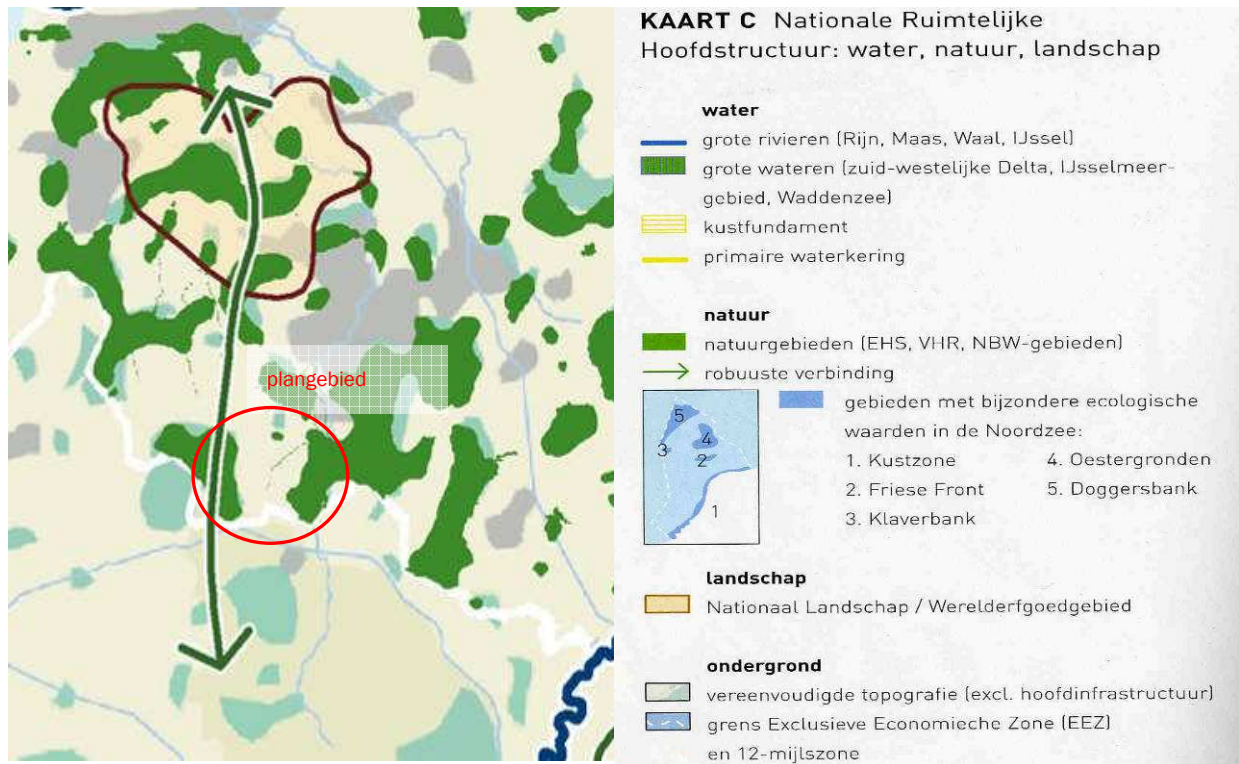 plangebied
KAART C Nationale Ruimtelijke
Hoofdstructuur: water, natuur, landschap
water
grote rivieren (Rijn, Maas, Waal, IJssel)
grote wateren (zuid-westelijke Delta, IJsselmeer-
gebied, Waddenzee)
kustfundament
primaire waterkering
natuur
natuurgebieden (EHS, VHR, NBW-gebieden)
robuuste verbinding
gebieden met bijzondere ecologische
waarden in de Noordzee:
1. Kustzone
2. Friese Front
3. Klaverbank
4. Oestergronden
5. Doggersbank
5
4
3
2
1
landschap
Nationaal Landschap / Werelderfgoedgebied
ondergrond
vereenvoudigde topografie (excl. hoofdinfrastructuur)
grens Exclusieve Economieche Zone (EEZ)
en 12-mijlszone